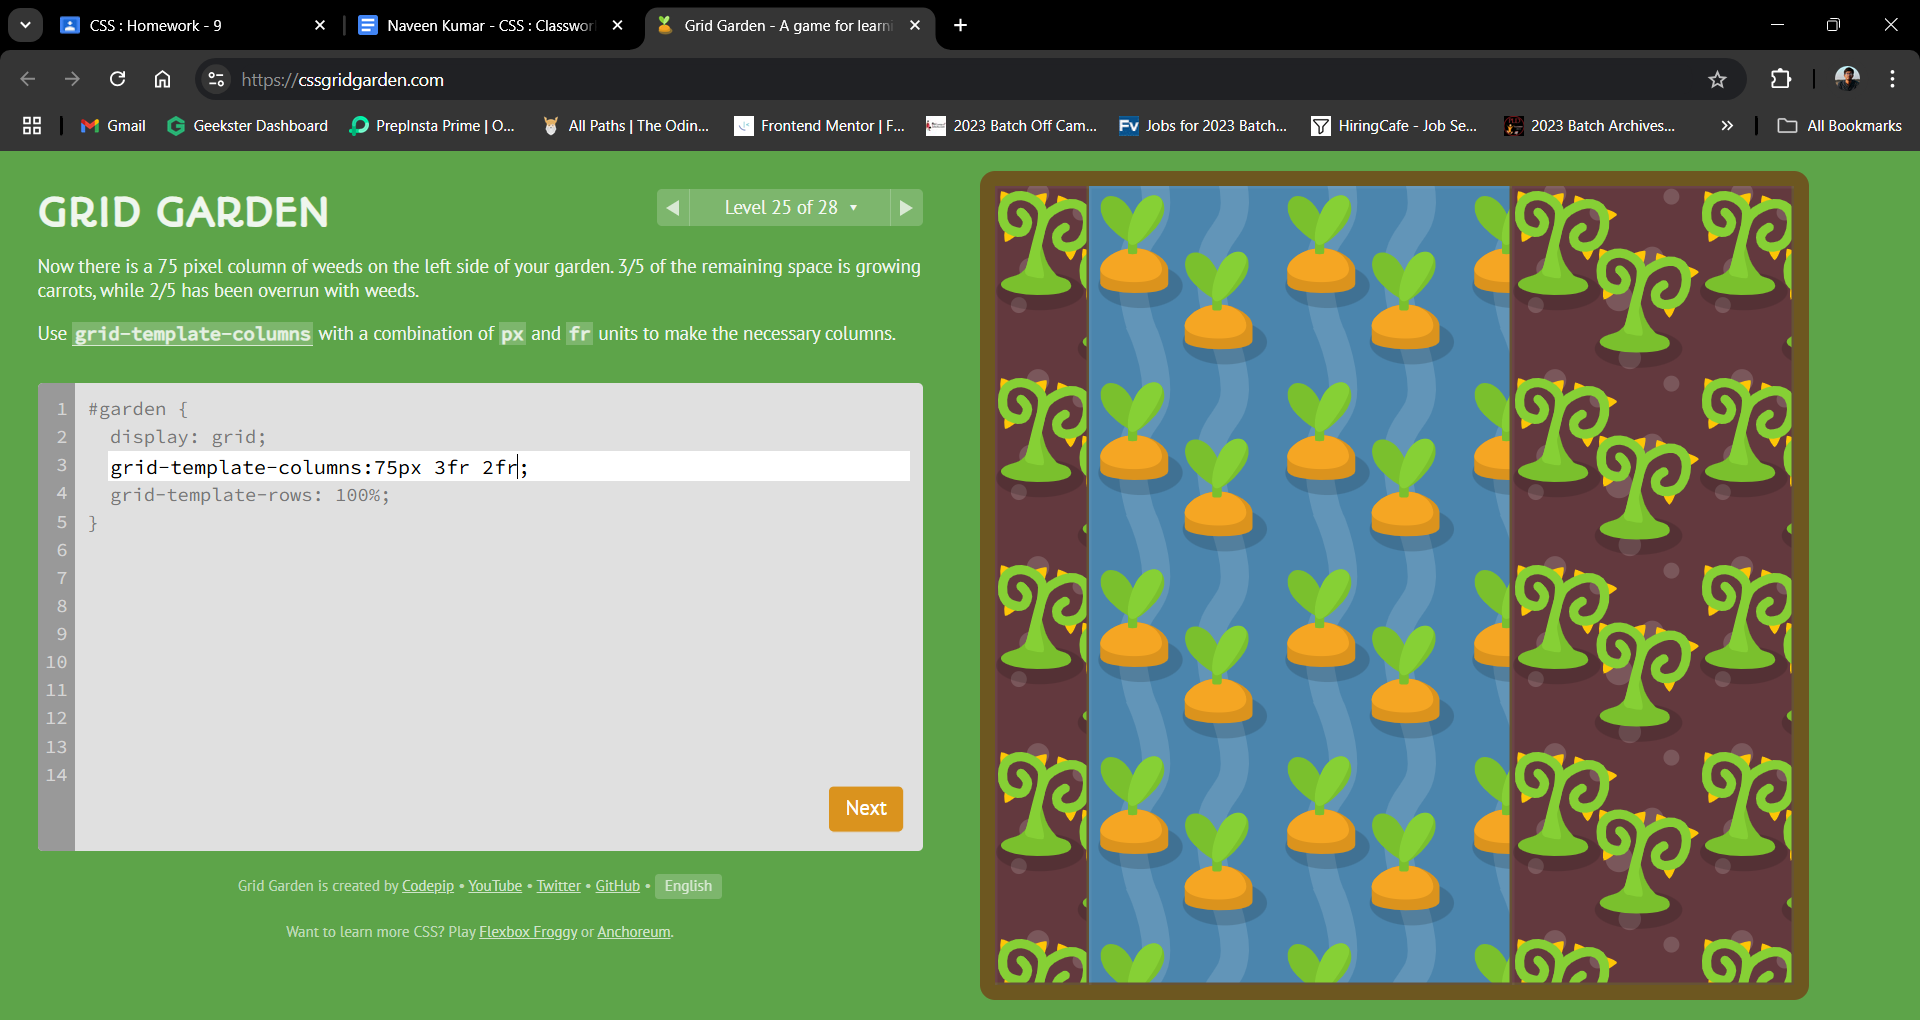 CSS : Homework - 9
Naveen Kumar - CSS : Classwor
Grid Garden - A game for learni
https://cssgridgarden.com
Gmail
Geekster Dashboard
PrepInsta Prime | O...
All Paths | The Odin...
Frontend Mentor | F...
2023 Batch Off Cam...
Fv Jobs for 2023 Batch...
HiringCafe - Job Se...
2023 Batch Archives...
All Bookmarks
GRID GARDEN
Level 25 of 28
Now there is a 75 pixel column of weeds on the left side of your garden. 3/5 of the remaining space is growing
carrots, while 2/5 has been overrun with weeds.
Use grid-template-columns with a combination of px and fr units to make the necessary columns.
1 #garden {
2 display: grid;
3 grid-template-columns:75px 3fr 2fr;
4 grid-template-rows: 100%;
5 }
6
7
8
9
10
11
12
13
14
Next
Grid Garden is created by Codepip • YouTube • Twitter • GitHub • English
Want to learn more CSS? Play Flexbox Froggy or Anchoreum.